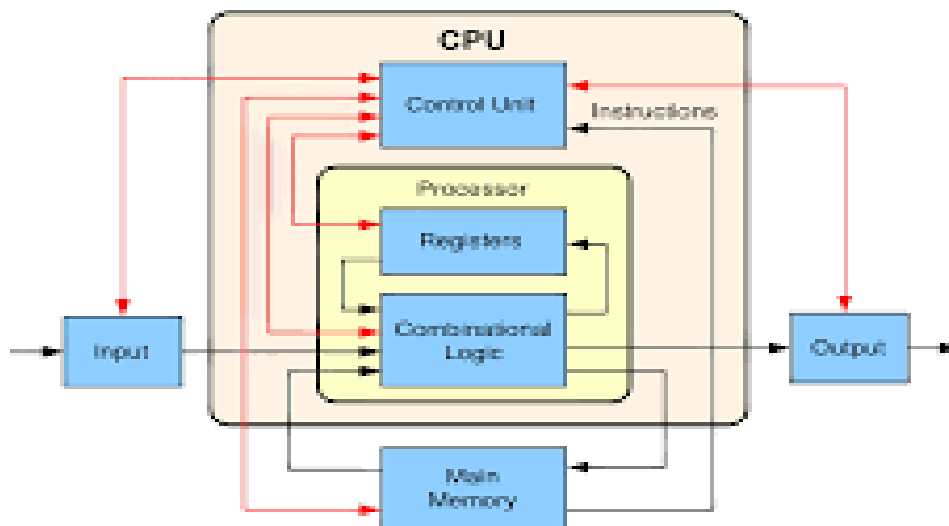 CPU
Control Unit
Instructions
Processor
Registers
Combinational
Logic
Input
Output
Main
Memory